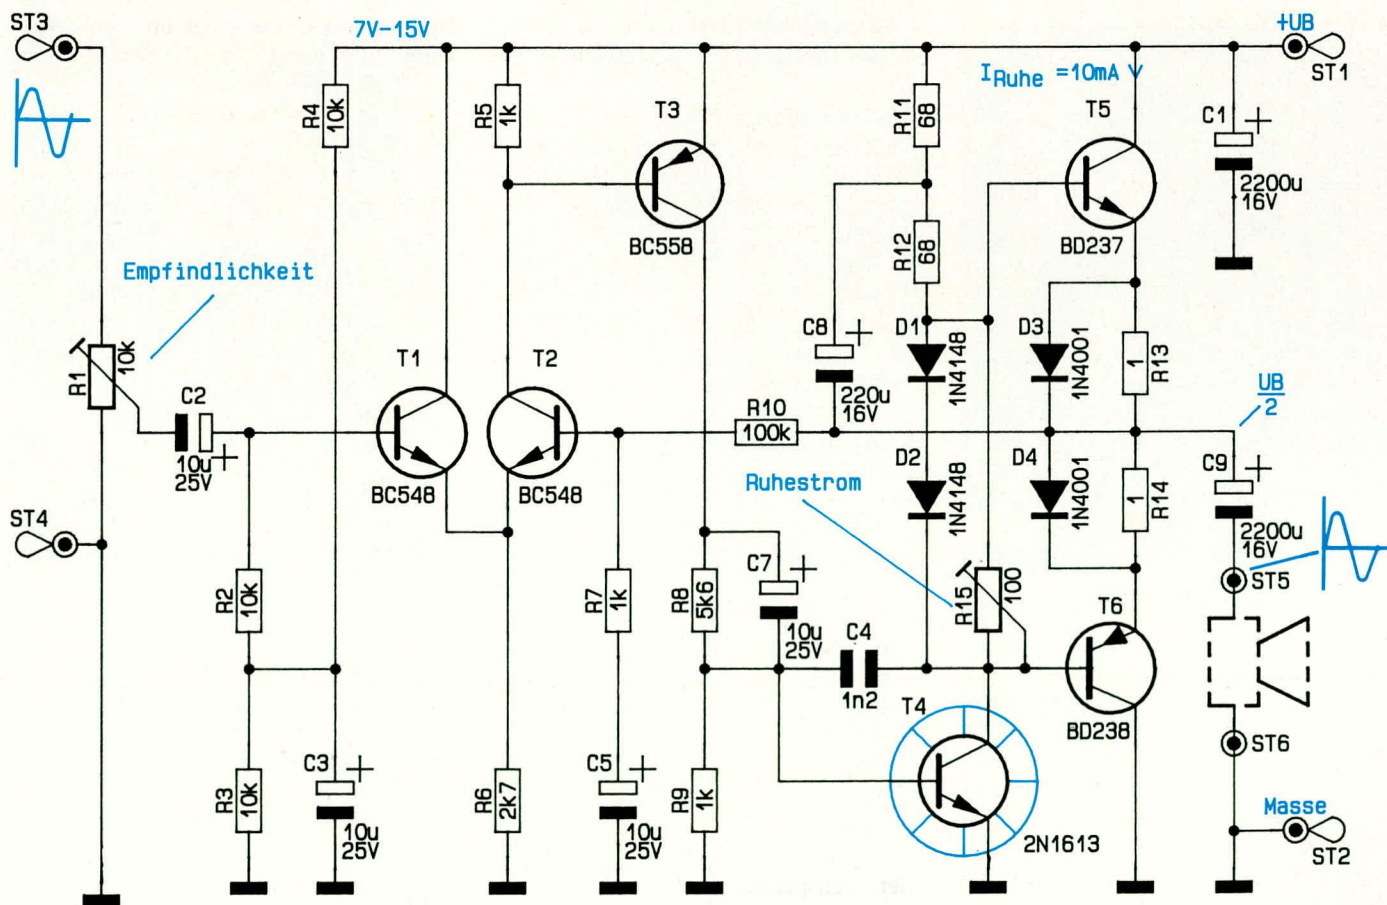 ST3
7V-15V
+UB
ST1
I Ruhe =10mA
R4
10k
R5
1k
T3
R11
68
T5
C1
+
2200u
16V
BC558
R12
68
BD237
Empfindlichkeit
R1
10k
C2
10u
25V
+
T1
BC548
T2
BC548
C8
+
220u
16V
D1
1N4148
D3
1N4001
1
R13
R10
100k
UB
2
D2
1N4148
D4
1N4001
1
R14
C9
+
2200u
16V
Ruhestrom
ST4
ST5
R2
10k
R7
1k
R8
5k6
C7
+
10u
25V
C4
1n2
R15
100
T6
BD238
T4
2N1613
ST6
R3
10k
C3
+
10u
25V
R6
2k7
C5
+
10u
25V
R9
1k
Masse
ST2